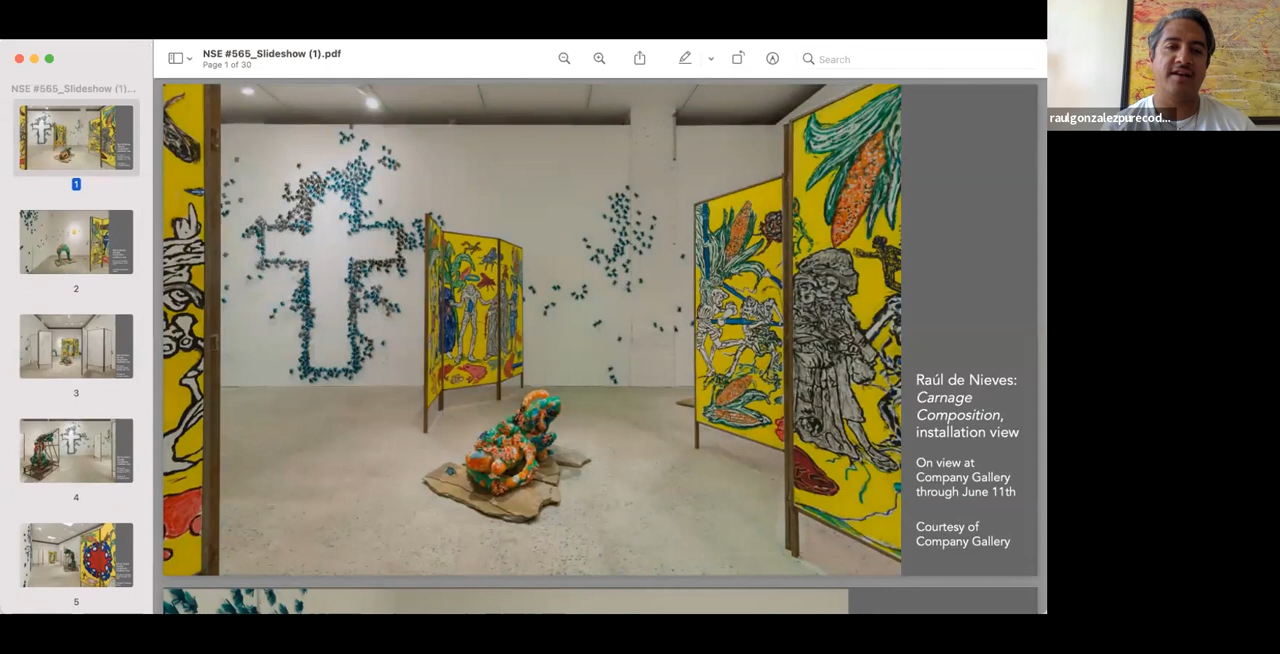 NSE #565_Slideshow (1).pdf
Page 1 of 30
Search
raulgonzalezpurecod...
NSE #565_Slideshow (1)...
1
2
3
4
5
Raúl de Nieves:
Carnage
Composition,
installation view
On view at
Company Gallery
through June 11th
Courtesy of
Company Gallery